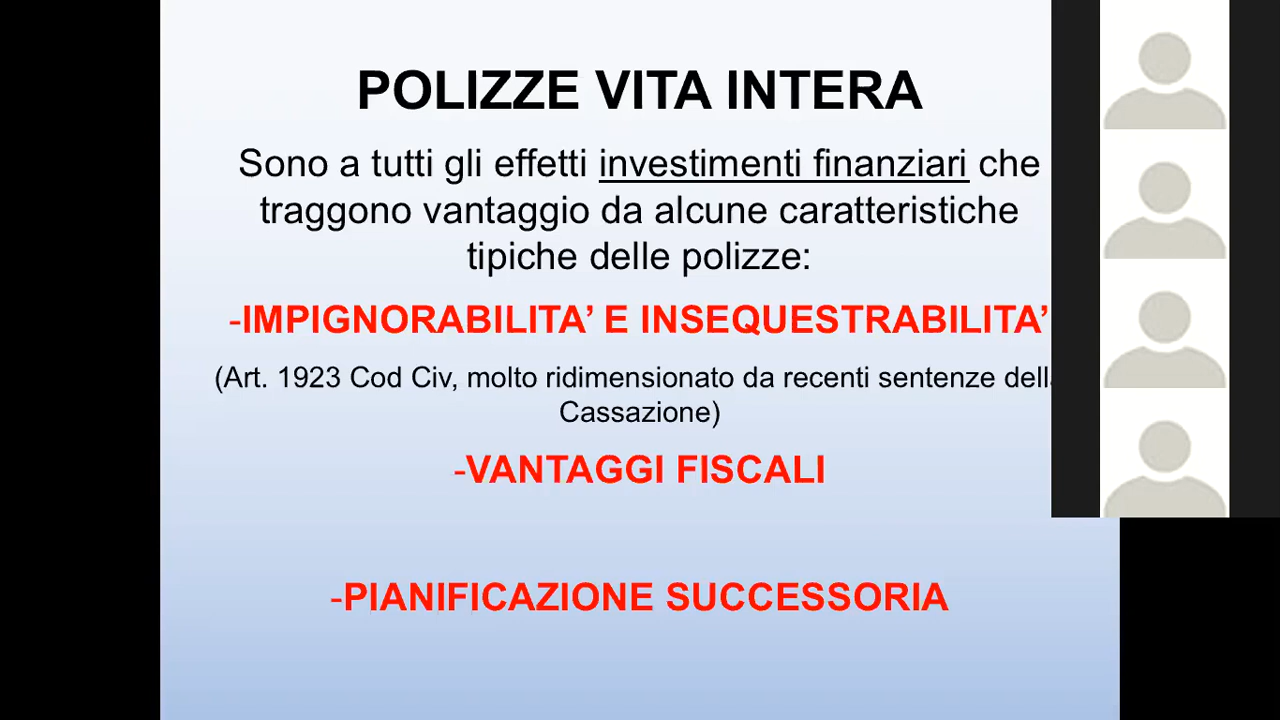 POLIZZE VITA INTERA
Sono a tutti gli effetti investimenti finanziari che
traggono vantaggio da alcune caratteristiche
tipiche delle polizze:
-IMPIGNORABILITA’ E INSEQUESTRABILITA’
(Art. 1923 Cod Civ, molto ridimensionato da recenti sentenze
Cassazione)
-VANTAGGI FISCALI
-PIANIFICAZIONE SUCCESSORIA